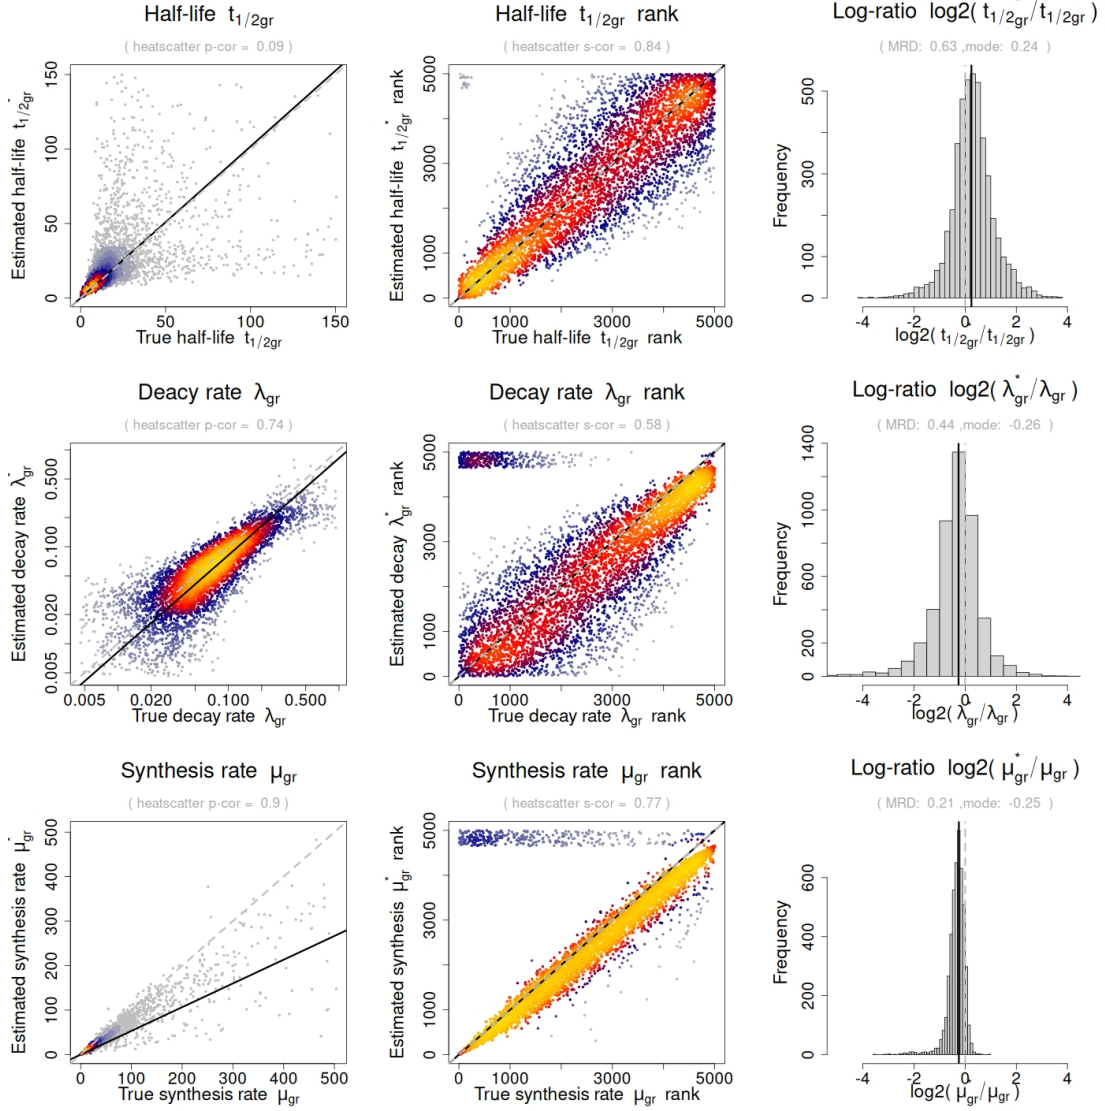 Half-life t1/2gr
( heatscatter p-cor = 0.09 )
Estimated half-life t*1/2gr
150
100
50
0
0 50 100 150
True half-life t1/2gr
Half-life t1/2gr rank
( heatscatter s-cor = 0.84 )
Estimated half-life t*1/2gr rank
5000
3000
1000
0
0 1000 3000 5000
True half-life t1/2gr rank
Log-ratio log2( t*1/2gr/t1/2gr )
( MRD: 0.63 ,mode: 0.24 )
Frequency
500
300
100
0
-4 -2 0 2 4
log2( t*1/2gr/t1/2gr )
Deacy rate λgr
( heatscatter p-cor = 0.74 )
Estimated decay rate λ*gr
0.500
0.100
0.020
0.005
0.005 0.020 0.100 0.500
True decay rate λgr
Decay rate λgr rank
( heatscatter s-cor = 0.58 )
Estimated decay rate λ*gr rank
5000
3000
1000
0
0 1000 3000 5000
True decay rate λgr rank
Log-ratio log2( λ*gr/λgr )
( MRD: 0.44 ,mode: -0.26 )
Frequency
1400
1000
600
200
0
-4 -2 0 2 4
log2( λ*gr/λgr )
Synthesis rate μgr
( heatscatter p-cor = 0.9 )
Estimated synthesis rate μ*gr
500
400
300
200
100
0
0 100 200 300 400 500
True synthesis rate μgr
Synthesis rate μgr rank
( heatscatter s-cor = 0.77 )
Estimated synthesis rate μ*gr rank
5000
3000
1000
0
0 1000 3000 5000
True synthesis rate μgr rank
Log-ratio log2( μ*gr/μgr )
( MRD: 0.21 ,mode: -0.25 )
Frequency
600
400
200
0
-4 -2 0 2 4
log2( μ*gr/μgr )